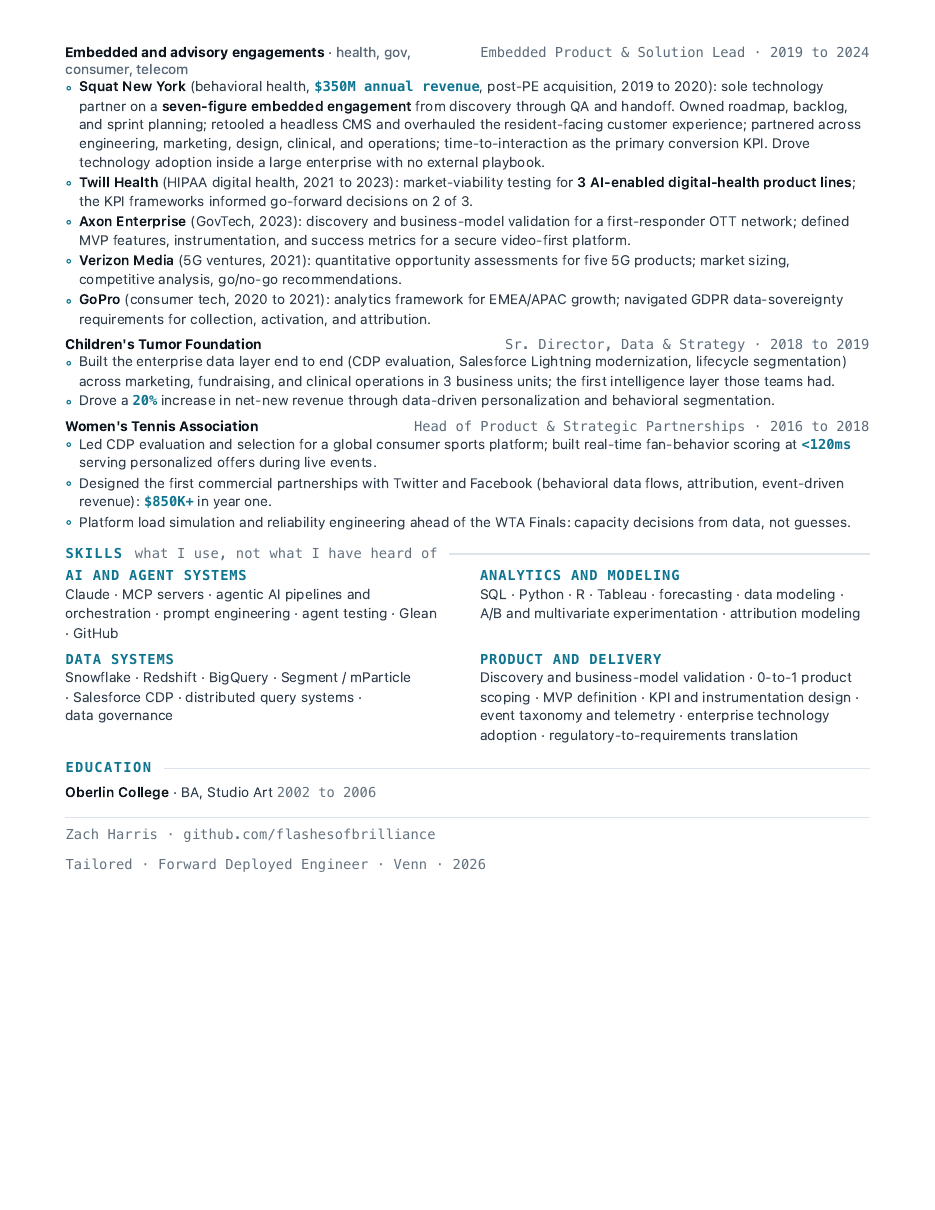 Embedded and advisory engagements · health, gov, consumer, telecom
Embedded Product & Solution Lead · 2019 to 2024
Squat New York (behavioral health, $350M annual revenue, post-PE acquisition, 2019 to 2020): sole technology
partner on a seven-figure embedded engagement from discovery through QA and handoff. Owned roadmap, backlog,
and sprint planning; retooled a headless CMS and overhauled the resident-facing customer experience; partnered across
engineering, marketing, design, clinical, and operations; time-to-interaction as the primary conversion KPI. Drove
technology adoption inside a large enterprise with no external playbook.
Twill Health (HIPAA digital health, 2021 to 2023): market-viability testing for 3 AI-enabled digital-health product lines;
the KPI frameworks informed go-forward decisions on 2 of 3.
Axon Enterprise (GovTech, 2023): discovery and business-model validation for a first-responder OTT network; defined
MVP features, instrumentation, and success metrics for a secure video-first platform.
Verizon Media (5G ventures, 2021): quantitative opportunity assessments for five 5G products; market sizing,
competitive analysis, go/no-go recommendations.
GoPro (consumer tech, 2020 to 2021): analytics framework for EMEA/APAC growth; navigated GDPR data-sovereignty
requirements for collection, activation, and attribution.
Children's Tumor Foundation Sr. Director, Data & Strategy · 2018 to 2019
Built the enterprise data layer end to end (CDP evaluation, Salesforce Lightning modernization, lifecycle segmentation)
across marketing, fundraising, and clinical operations in 3 business units; the first intelligence layer those teams had.
Drove a 20% increase in net-new revenue through data-driven personalization and behavioral segmentation.
Women's Tennis Association Head of Product & Strategic Partnerships · 2016 to 2018
Led CDP evaluation and selection for a global consumer sports platform; built real-time fan-behavior scoring at <120ms
serving personalized offers during live events.
Designed the first commercial partnerships with Twitter and Facebook (behavioral data flows, attribution, event-driven
revenue): $850K+ in year one.
Platform load simulation and reliability engineering ahead of the WTA Finals: capacity decisions from data, not guesses.
SKILLS what I use, not what I have heard of
AI AND AGENT SYSTEMS
Claude · MCP servers · agentic AI pipelines and
orchestration · prompt engineering · agent testing · Glean
· GitHub
ANALYTICS AND MODELING
SQL · Python · R · Tableau · forecasting · data modeling ·
A/B and multivariate experimentation · attribution modeling
DATA SYSTEMS
Snowflake · Redshift · BigQuery · Segment / mParticle
· Salesforce CDP · distributed query systems ·
data governance
PRODUCT AND DELIVERY
Discovery and business-model validation · 0-to-1 product
scoping · MVP definition · KPI and instrumentation design ·
event taxonomy and telemetry · enterprise technology
adoption · regulatory-to-requirements translation
EDUCATION
Oberlin College · BA, Studio Art 2002 to 2006
Zach Harris · github.com/flashesofbrilliance
Tailored · Forward Deployed Engineer · Venn · 2026